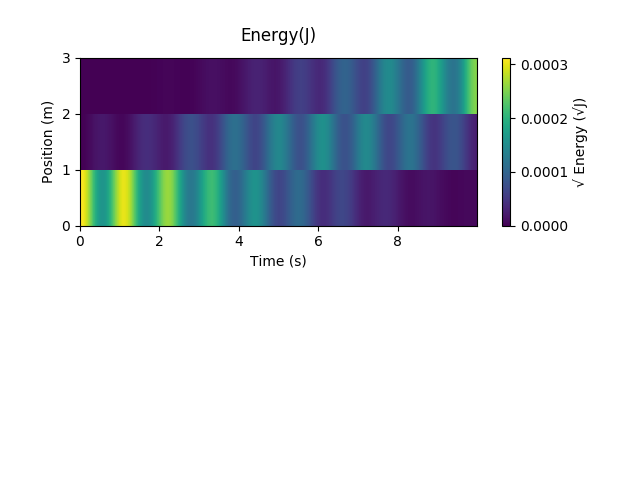 Energy(J)
3
2
1
0
Position (m)
0 2 4 6 8
Time (s)
0.0003
0.0002
0.0001
0.0000
√ Energy (√J)